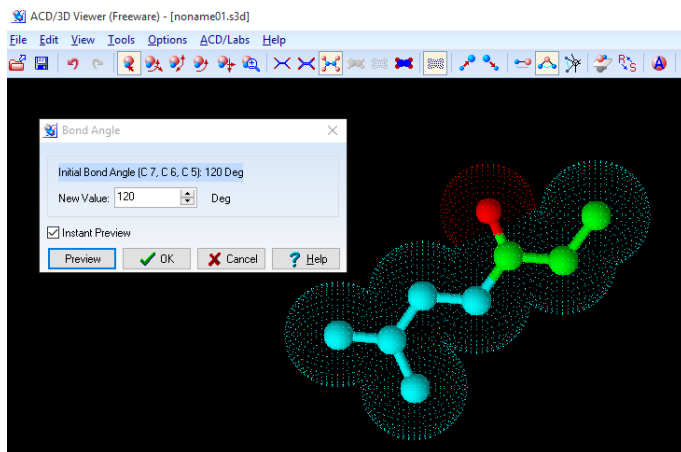 ACD/3D Viewer (Freeware) - [noname01.s3d]
File Edit View Tools Options ACD/Labs Help
R S A
Bond Angle
Initial Bond Angle (C 7, C 6, C 5): 120 Deg
New Value: 120 Deg
Instant Preview
Preview OK Cancel ? Help